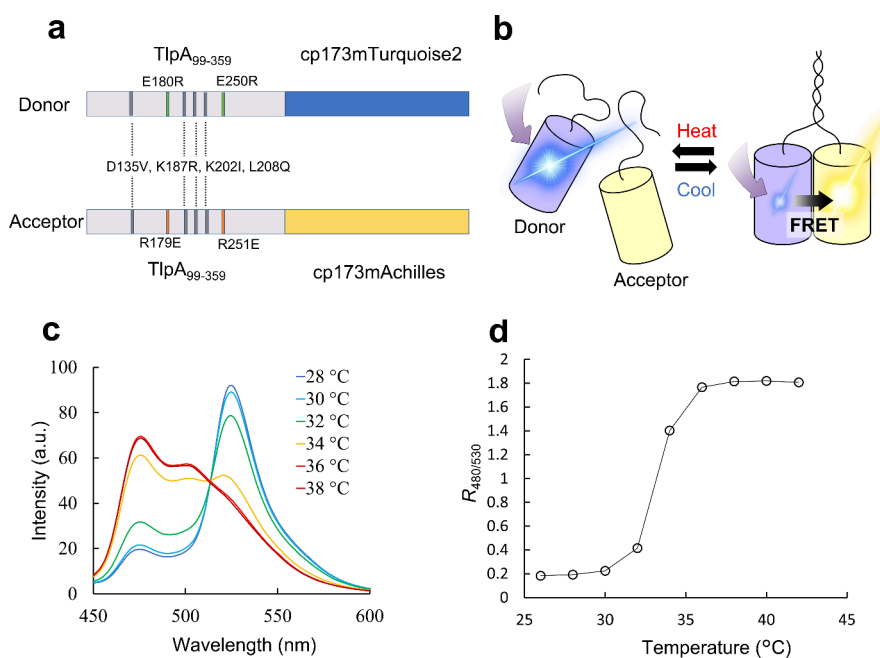 a
TlpA99-359
cp173mTurquoise2
E180R
E250R
Donor
D135V, K187R, K202I, L208Q
Acceptor
R179E
R251E
TlpA99-359
cp173mAchilles
b
Heat
Cool
Donor
FRET
Acceptor
c
100
80
60
40
20
0
450
500
550
600
Intensity (a.u.)
Wavelength (nm)
28 °C
30 °C
32 °C
34 °C
36 °C
38 °C
d
2
1.8
1.6
1.4
1.2
1
0.8
0.6
0.4
0.2
0
25
30
35
40
45
R480/530
Temperature (°C)